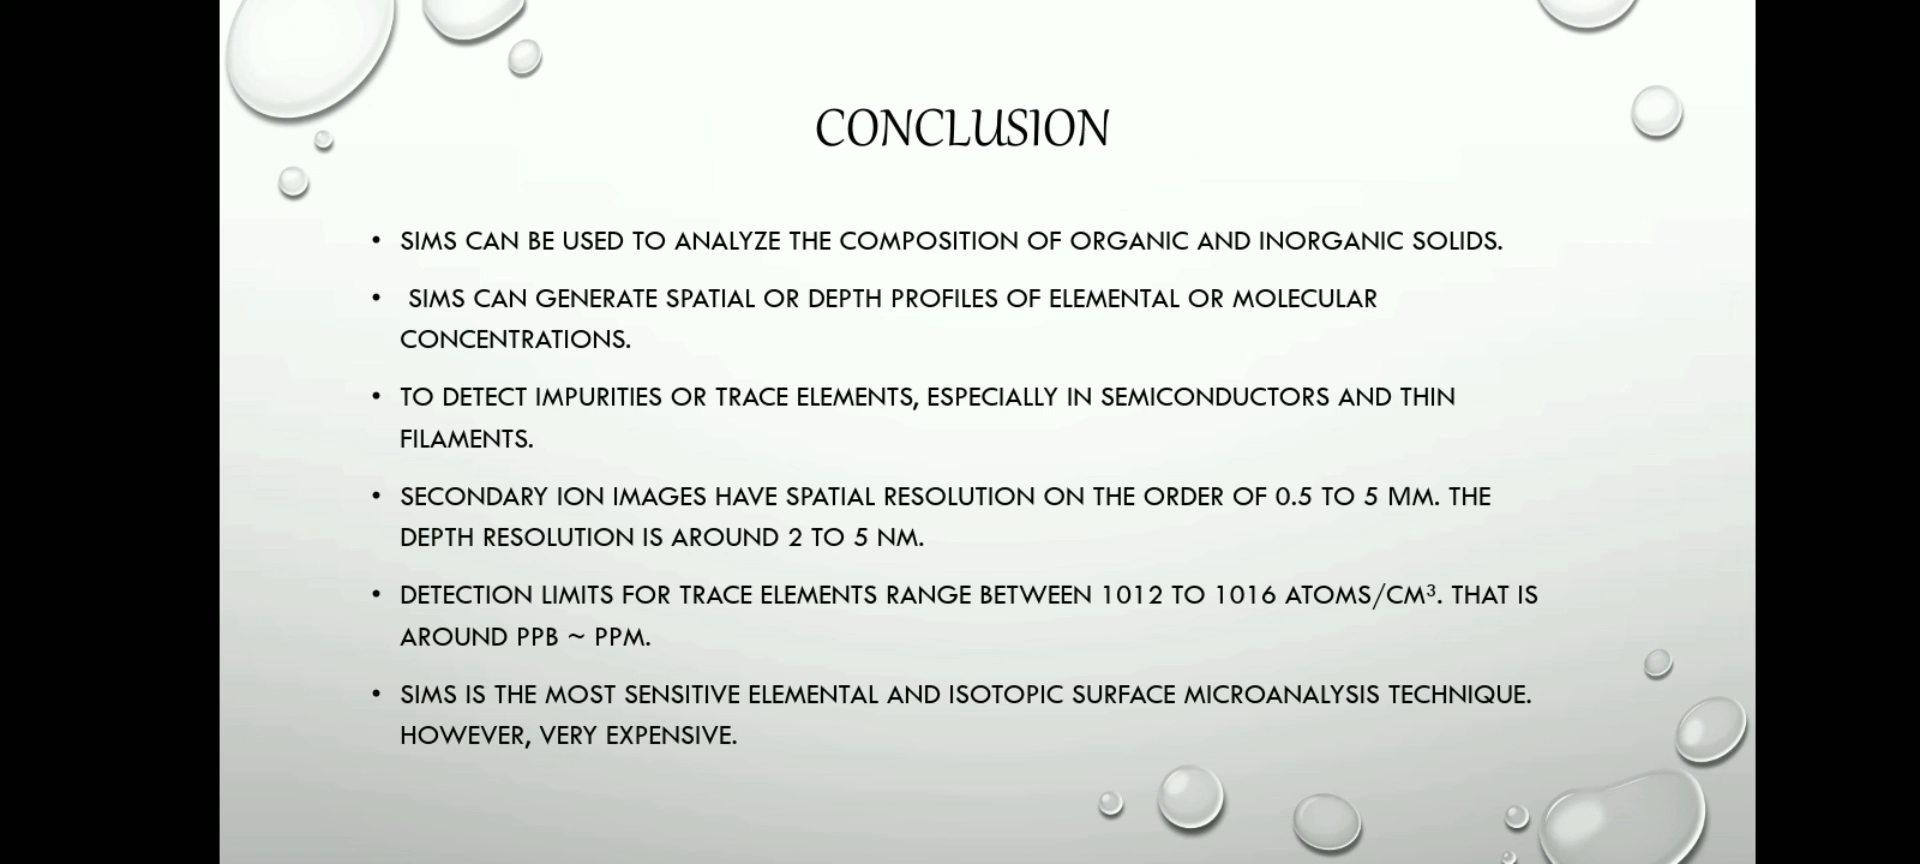 CONCLUSION
• SIMS CAN BE USED TO ANALYZE THE COMPOSITION OF ORGANIC AND INORGANIC SOLIDS.
• SIMS CAN GENERATE SPATIAL OR DEPTH PROFILES OF ELEMENTAL OR MOLECULAR
CONCENTRATIONS.
• TO DETECT IMPURITIES OR TRACE ELEMENTS, ESPECIALLY IN SEMICONDUCTORS AND THIN
FILAMENTS.
• SECONDARY ION IMAGES HAVE SPATIAL RESOLUTION ON THE ORDER OF 0.5 TO 5 ΜM. THE
DEPTH RESOLUTION IS AROUND 2 TO 5 NM.
• DETECTION LIMITS FOR TRACE ELEMENTS RANGE BETWEEN 1012 TO 1016 ATOMS/CM³. THAT IS
AROUND PPB ~ PPM.
• SIMS IS THE MOST SENSITIVE ELEMENTAL AND ISOTOPIC SURFACE MICROANALYSIS TECHNIQUE.
HOWEVER, VERY EXPENSIVE.